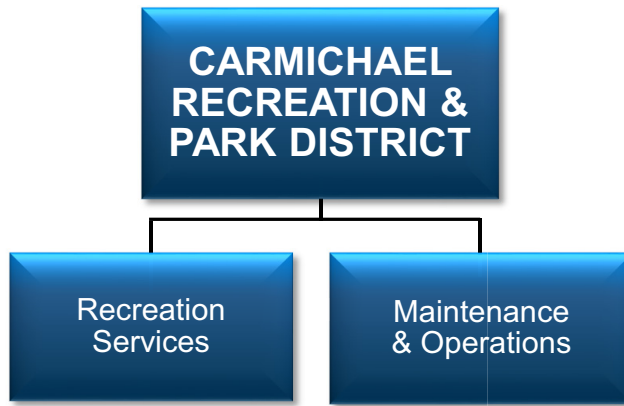 CARMICHAEL
RECREATION &
PARK DISTRICT
Recreation
Services
Maintenance
& Operations